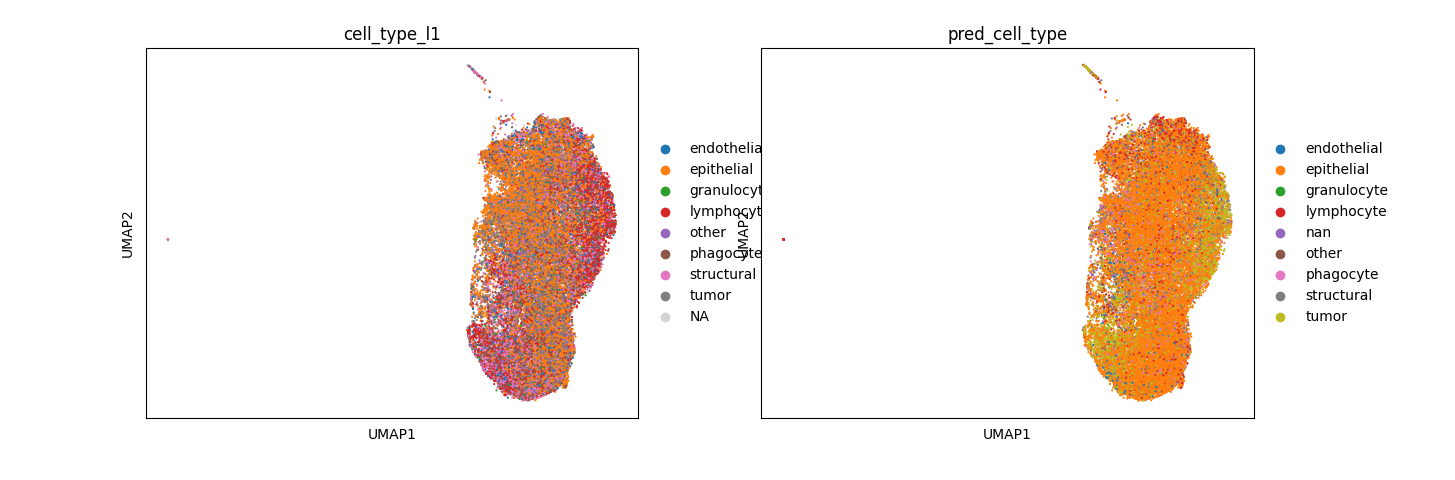 cell_type_l1
UMAP2
UMAP1
endothelia
epithelial
granulocyt
lymphocyt
other
phagocyte
structural
tumor
NA
pred_cell_type
UMAP2
UMAP1
endothelial
epithelial
granulocyte
lymphocyte
nan
other
phagocyte
structural
tumor